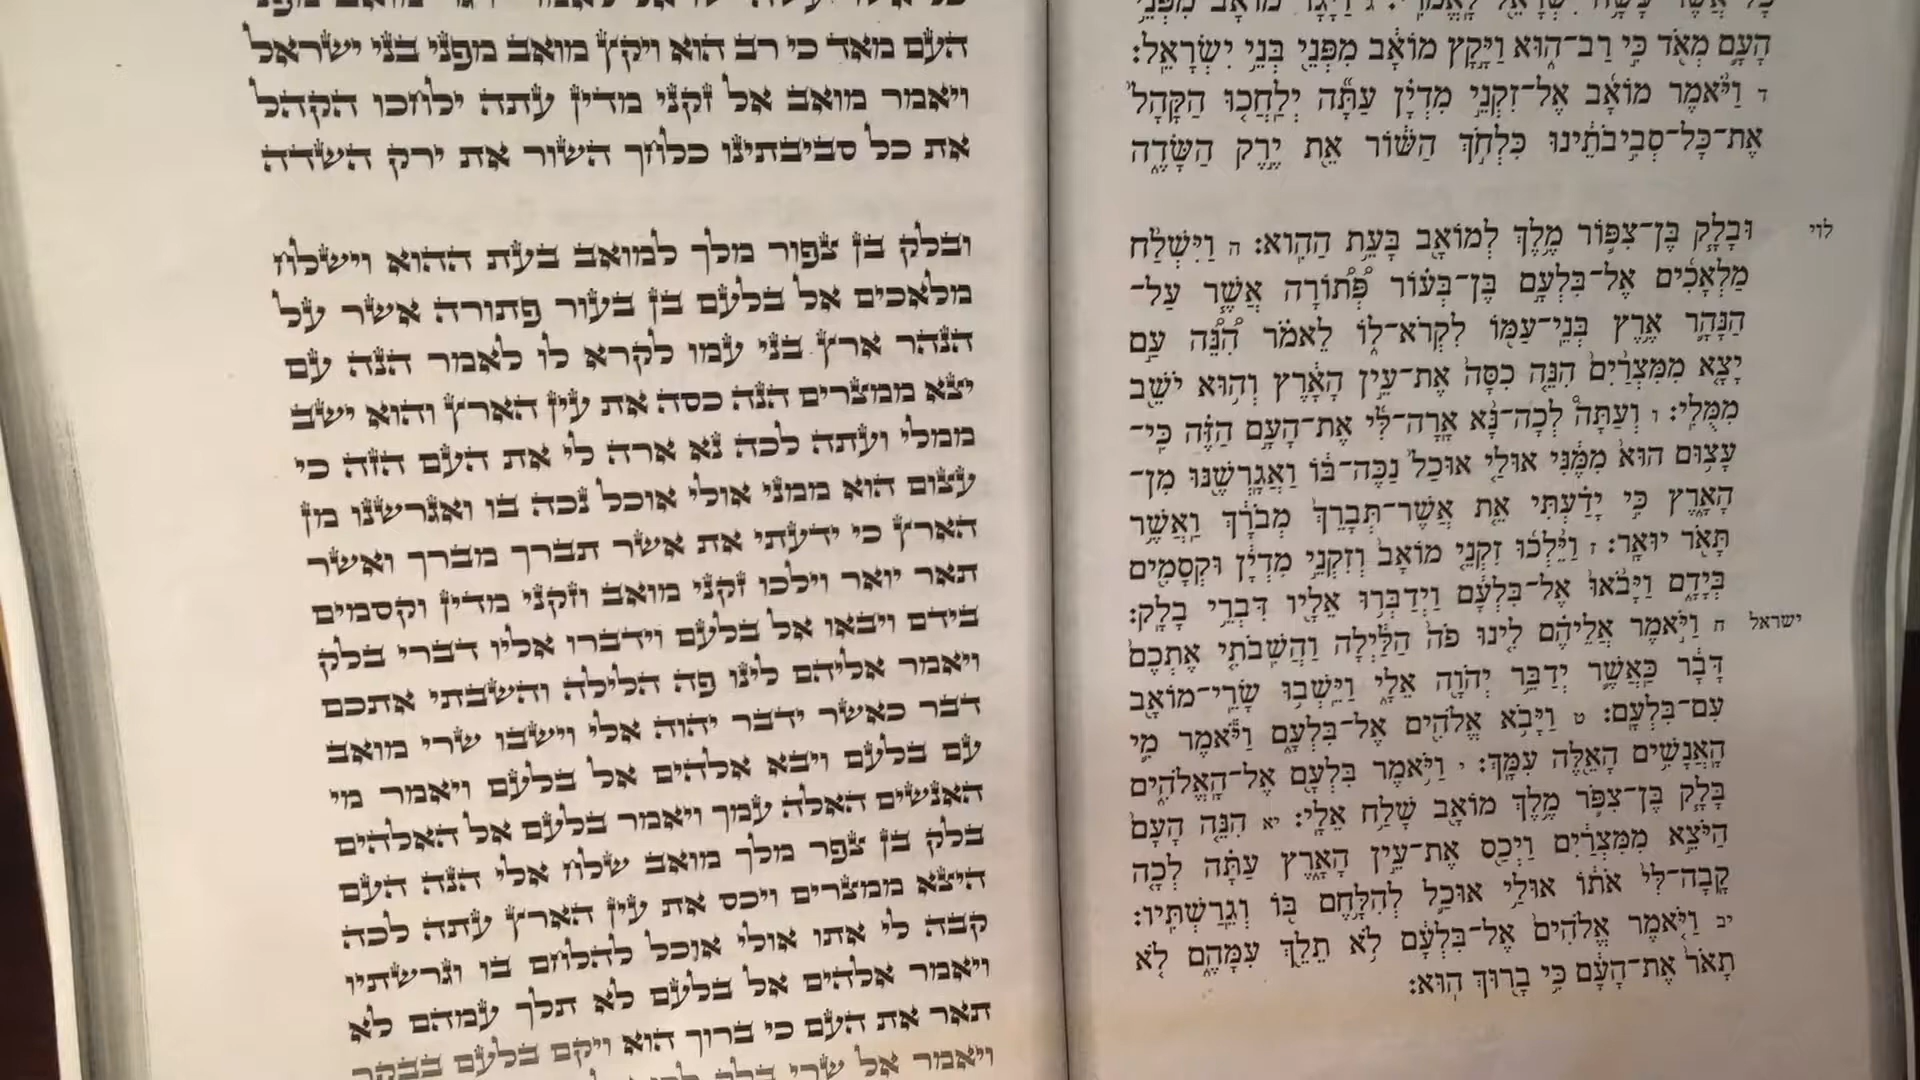 כָּל אֲשֶׁר עָשָׂה יִשְׂרָאֵל לָאֱמֹרִי: ג וַיָּגָר מוֹאָב מִפְּנֵי
הָעָם מְאֹד כִּי רַב־הוּא וַיָּקָץ מוֹאָב מִפְּנֵי בְּנֵי יִשְׂרָאֵל:
ד וַיֹּאמֶר מוֹאָב אֶל־זִקְנֵי מִדְיָן עַתָּה יְלַחֲכוּ הַקָּהָל
אֶת־כָּל־סְבִיבֹתֵינוּ כִּלְחֹךְ הַשּׁוֹר אֵת יֶרֶק הַשָּׂדֶה
לוי וּבָלָק בֶּן־צִפּוֹר מֶלֶךְ לְמוֹאָב בָּעֵת הַהִוא: ה וַיִּשְׁלַח
מַלְאָכִים אֶל־בִּלְעָם בֶּן־בְּעוֹר פְּתוֹרָה אֲשֶׁר עַל־
הַנָּהָר אֶרֶץ בְּנֵי־עַמּוֹ לִקְרֹא־לוֹ לֵאמֹר הִנֵּה עַם
יָצָא מִמִּצְרַיִם הִנֵּה כִסָּה אֶת־עֵין הָאָרֶץ וְהוּא יֹשֵׁב
מִמֻּלִי: ו וְעַתָּה לְכָה־נָּא אָרָה־לִּי אֶת־הָעָם הַזֶּה כִּי־
עָצוּם הוּא מִמֶּנִּי אוּלַי אוּכַל נַכֶּה־בּוֹ וַאֲגָרְשֶׁנּוּ מִן־
הָאָרֶץ כִּי יָדַעְתִּי אֵת אֲשֶׁר־תְּבָרֵךְ מְבֹרָךְ וַאֲשֶׁר
תָּאֹר יוּאָר: ז וַיֵּלְכוּ זִקְנֵי מוֹאָב וְזִקְנֵי מִדְיָן וּקְסָמִים
בְּיָדָם וַיָּבֹאוּ אֶל־בִּלְעָם וַיְדַבְּרוּ אֵלָיו דִּבְרֵי בָלָק:
ישראל ח וַיֹּאמֶר אֲלֵיהֶם לִינוּ פֹה הַלַּיְלָה וַהֲשִׁבֹתִי אֶתְכֶם
דָּבָר כַּאֲשֶׁר יְדַבֵּר יְהוָה אֵלָי וַיֵּשְׁבוּ שָׂרֵי־מוֹאָב
עִם־בִּלְעָם: ט וַיָּבֹא אֱלֹהִים אֶל־בִּלְעָם וַיֹּאמֶר מִי
הָאֲנָשִׁים הָאֵלֶּה עִמָּךְ: י וַיֹּאמֶר בִּלְעָם אֶל־הָאֱלֹהִים
בָּלָק בֶּן־צִפֹּר מֶלֶךְ מוֹאָב שָׁלַח אֵלָי: יא הִנֵּה הָעָם
הַיֹּצֵא מִמִּצְרַיִם וַיְכַס אֶת־עֵין הָאָרֶץ עַתָּה לְכָה
קָבָה־לִּי אֹתוֹ אוּלַי אוּכַל לְהִלָּחֶם בּוֹ וְגֵרַשְׁתִּיו:
יב וַיֹּאמֶר אֱלֹהִים אֶל־בִּלְעָם לֹא תֵלֵךְ עִמָּהֶם לֹא
תָאֹר אֶת־הָעָם כִּי בָרוּךְ הוּא:
העם מאד כי רב הוא ויקץ מואב מפני בני ישראל
ויאמר מואב אל זקני מדין עתה ילחכו הקהל
את כל סביבתינו כלחך השור את ירק השדה
ובלק בן צפור מלך למואב בעת ההוא וישלח
מלאכים אל בלעם בן בעור פתורה אשר על
הנהר ארץ בני עמו לקרא לו לאמר הנה עם
יצא ממצרים הנה כסה את עין הארץ והוא ישב
ממלי ועתה לכה נא ארה לי את העם הזה כי
עצום הוא ממני אולי אוכל נכה בו ואגרשנו מן
הארץ כי ידעתי את אשר תברך מברך ואשר
תאר יואר וילכו זקני מואב וזקני מדין וקסמים
בידם ויבאו אל בלעם וידברו אליו דברי בלק
ויאמר אליהם לינו פה הלילה והשבתי אתכם
דבר כאשר ידבר יהוה אלי וישבו שרי מואב
עם בלעם ויבא אלהים אל בלעם ויאמר מי
האנשים האלה עמך ויאמר בלעם אל האלהים
בלק בן צפר מלך מואב שלח אלי הנה העם
היצא ממצרים ויכס את עין הארץ עתה לכה
קבה לי אתו אולי אוכל להלחם בו וגרשתיו
ויאמר אלהים אל בלעם לא תלך עמהם לא
תאר את העם כי ברוך הוא ויקם בלעם בבקר
ויאמר אל שרי בלק